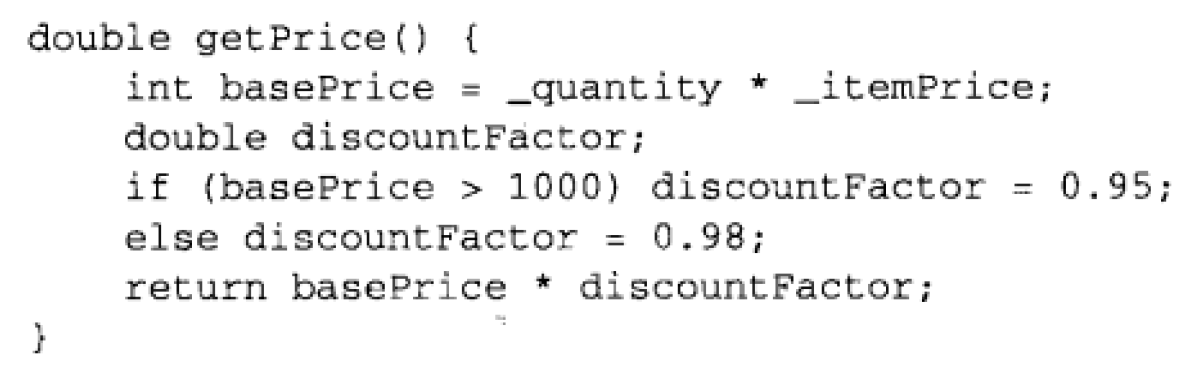 double getPrice() {
    int basePrice = _quantity * _itemPrice;
    double discountFactor;
    if (basePrice > 1000) discountFactor = 0.95;
    else discountFactor = 0.98;
    return basePrice * discountFactor;
}